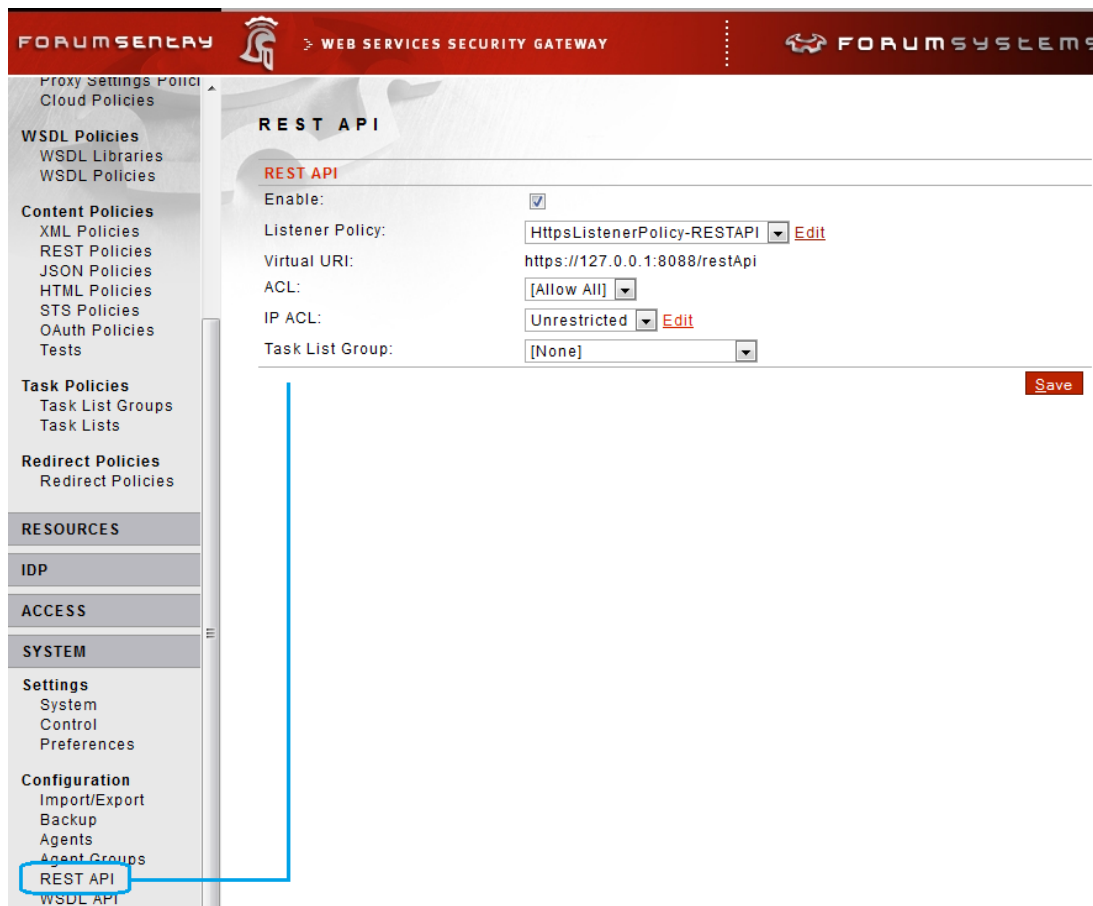 FORUMSENTRY
> WEB SERVICES SECURITY GATEWAY
FORUMSYSTEMS
Proxy Settings Polici
Cloud Policies
WSDL Policies
WSDL Libraries
WSDL Policies
Content Policies
XML Policies
REST Policies
JSON Policies
HTML Policies
STS Policies
OAuth Policies
Tests
Task Policies
Task List Groups
Task Lists
Redirect Policies
Redirect Policies
RESOURCES
IDP
ACCESS
SYSTEM
Settings
System
Control
Preferences
Configuration
Import/Export
Backup
Agents
Agent Groups
REST API
WSDL API
REST API
REST API
Enable:
Listener Policy: HttpsListenerPolicy-RESTAPI Edit
Virtual URI: https://127.0.0.1:8088/restApi
ACL: [Allow All]
IP ACL: Unrestricted Edit
Task List Group: [None]
Save